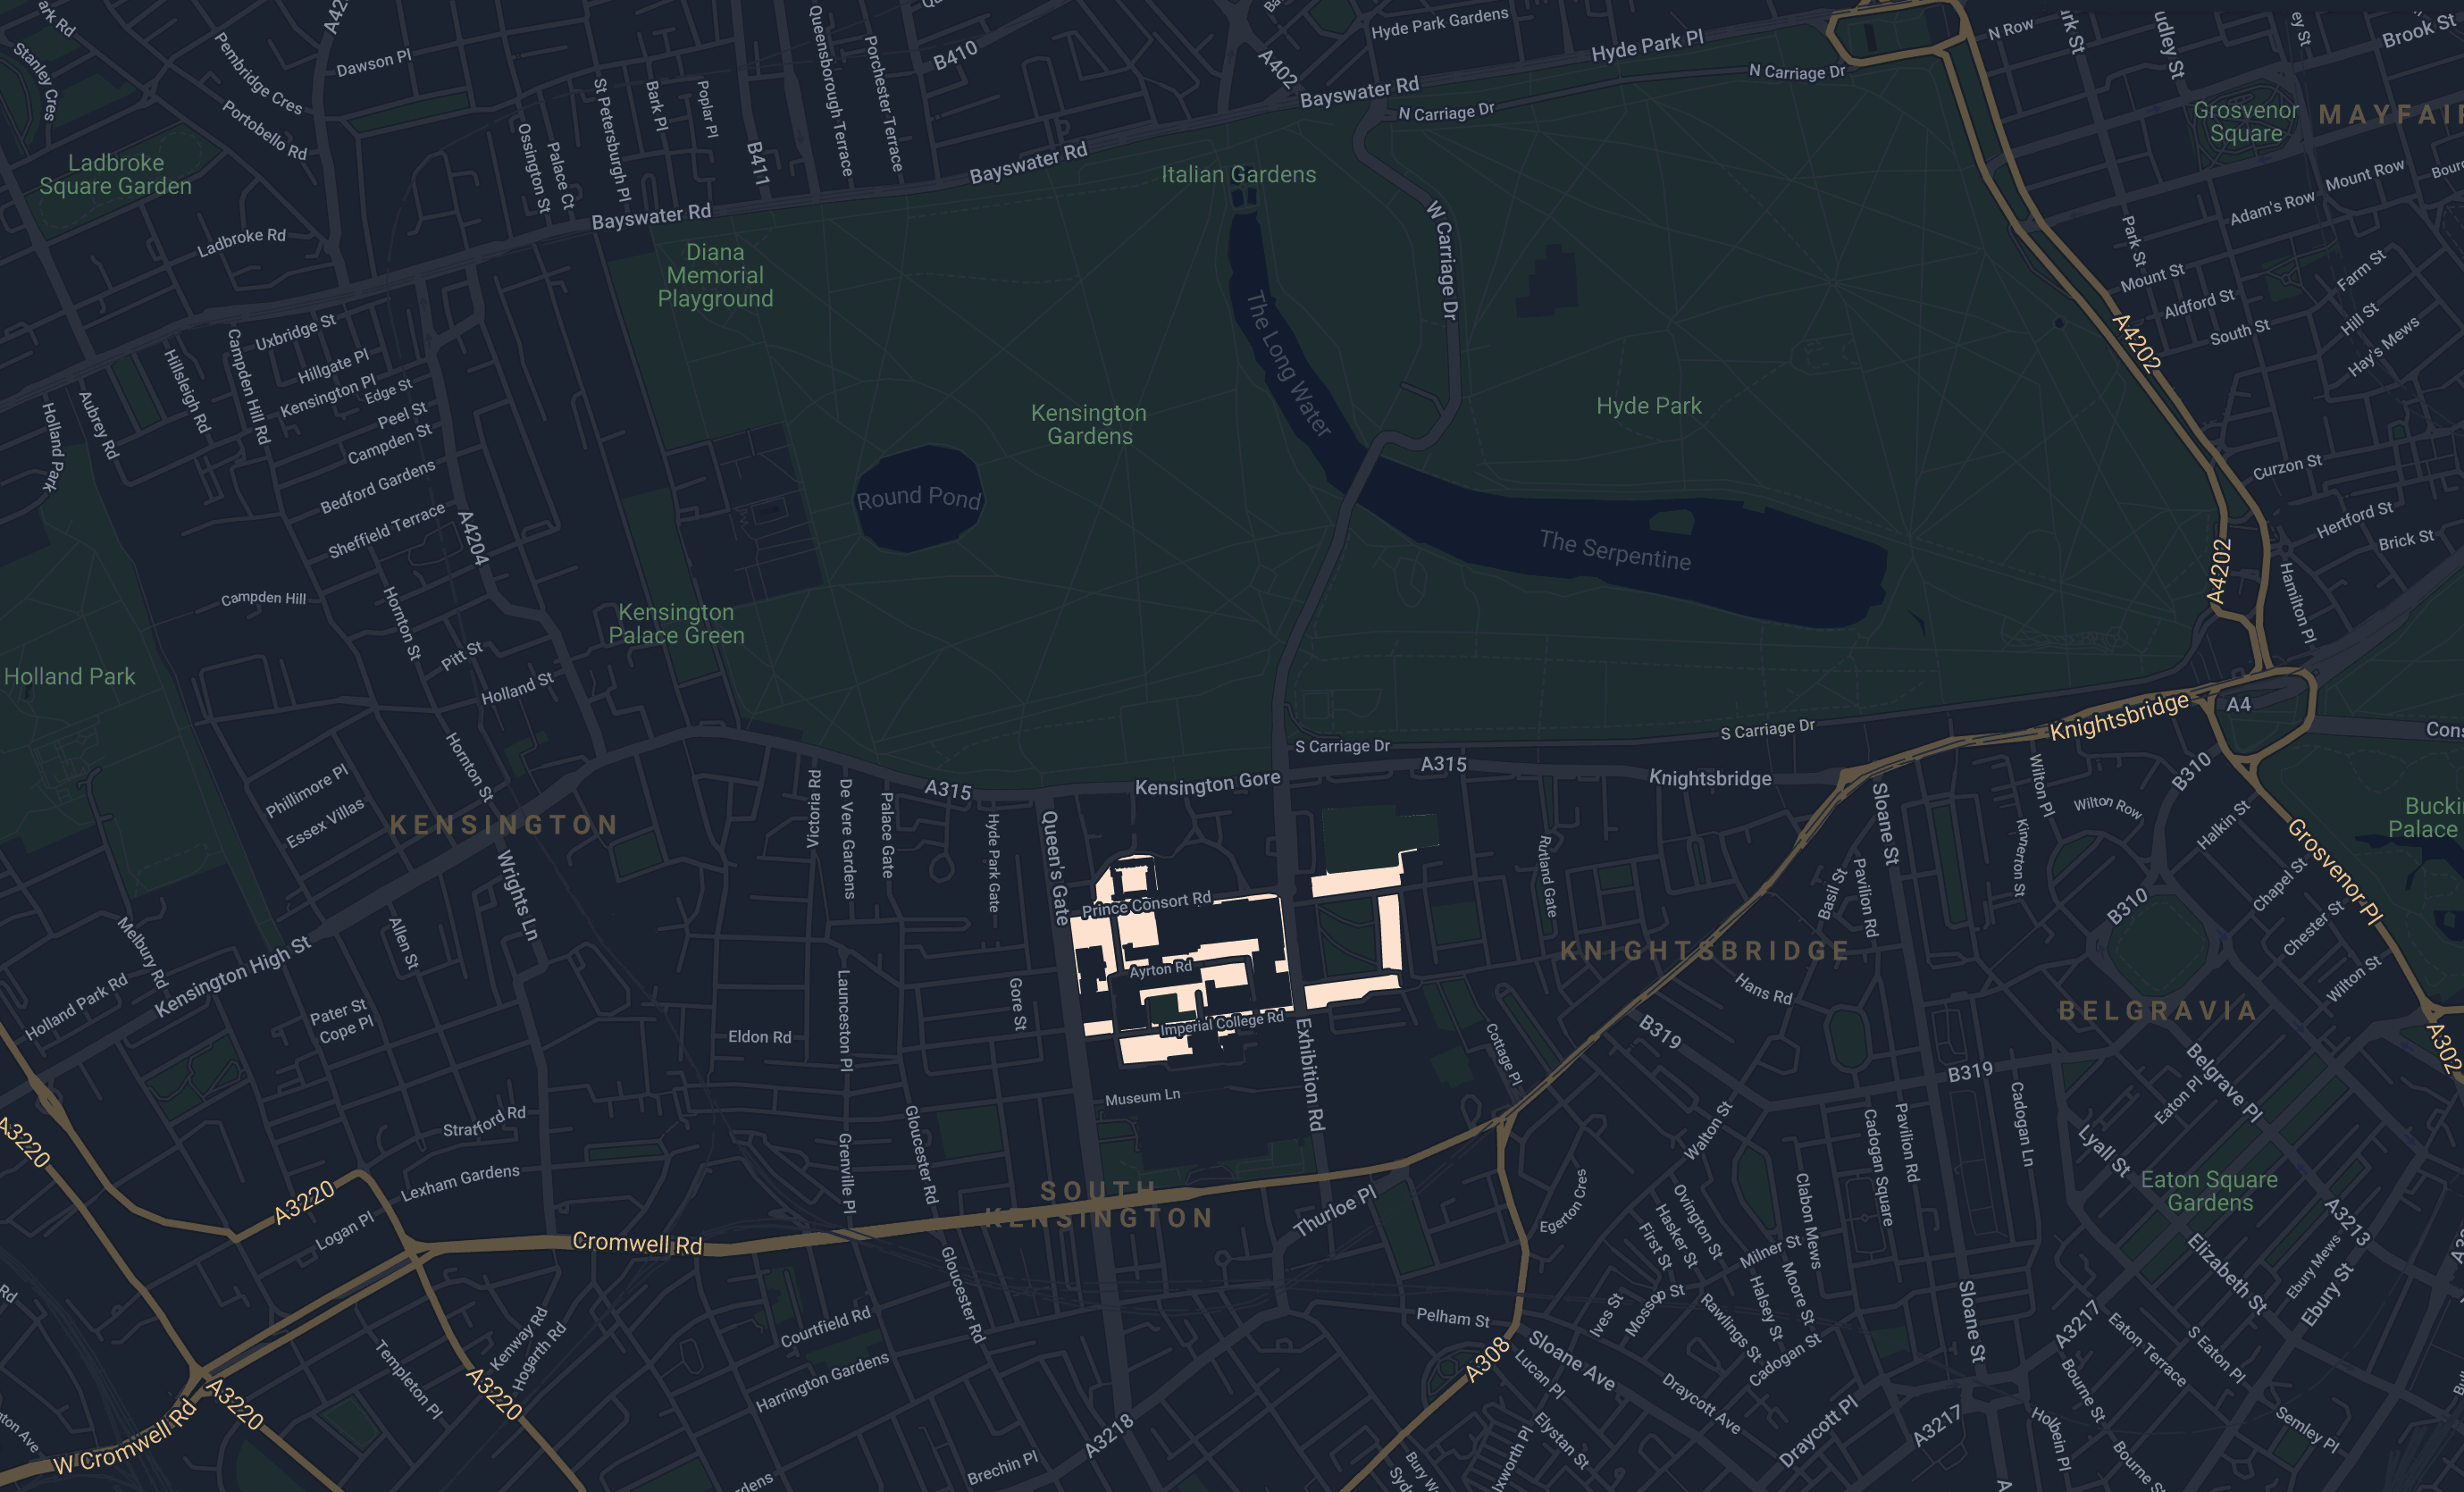 Pembridge Cres
Dawson Pl
Portobello Rd
Stanley Cres
Ladbroke
Square Garden
Ladbroke Rd
Ossington St
Palace Ct
St Petersburgh Pl
Bark Pl
Poplar Pl
B411
Queensborough Terrace
Porchester Terrace
B410
A402
Hyde Park Gardens
Hyde Park Pl
N Carriage Dr
N Row
Brook St
Grosvenor
Square
Bayswater Rd
Bayswater Rd
Bayswater Rd
N Carriage Dr
Italian Gardens
Mount Row
Adam's Row
Park St
Mount St
Aldford St
South St
Farm St
Hill St
Hay's Mews
W Carriage Dr
The Long Water
Diana
Memorial
Playground
Uxbridge St
Hillgate Pl
Kensington Pl
Edge St
Peel St
Campden St
Bedford Gardens
Sheffield Terrace
Campden Hill Rd
Hillsleigh Rd
Aubrey Rd
Holland Park
A4204
Kensington
Gardens
Round Pond
Hyde Park
The Serpentine
A4202
A4202
Curzon St
Hertford St
Brick St
Hamilton Pl
Campden Hill
Hornton St
Pitt St
Holland St
Hornton St
Kensington
Palace Green
Holland Park
Phillimore Pl
Essex Villas
KENSINGTON
Wrights Ln
Kensington High St
Allen St
Melbury Rd
Holland Park Rd
Pater St
Cope Pl
Victoria Rd
De Vere Gardens
Palace Gate
A315
Hyde Park Gate
Queen's Gate
Kensington Gore
S Carriage Dr
A315
Knightsbridge
S Carriage Dr
Knightsbridge
A4
Wilton Pl
Wilton Row
B310
Kinnerton St
Halkin St
Grosvenor Pl
Chapel St
Chester St
Wilton St
B310
Sloane St
Basil St
Pavilion Rd
Rutland Gate
KNIGHTSBRIDGE
Hans Rd
BELGRAVIA
Prince Consort Rd
Ayrton Rd
Imperial College Rd
Exhibition Rd
Museum Ln
Gore St
Launceston Pl
Eldon Rd
Gloucester Rd
Grenville Pl
Stratford Rd
Lexham Gardens
Logan Pl
A3220
A3220
Cromwell Rd
SOUTH
KENSINGTON
Thurloe Pl
Cottage Pl
B319
B319
Walton St
Cadogan Square
Pavilion Rd
Cadogan Ln
Belgrave Pl
Eaton Pl
Lyall St
A302
Eaton Square
Gardens
A3213
Elizabeth St
Ebury Mews
Ebury St
Egerton Cres
Ovington St
Hasker St
First St
Clabon Mews
Milner St
Moore St
Halsey St
Rawlings St
Cadogan St
Mossop St
Ives St
Pelham St
Sloane Ave
A308
Lucan Pl
Elystan St
Draycott Ave
Draycott Pl
Sloane St
A3217
A3217
Eaton Terrace
S Eaton Pl
Bourne St
Holbein Pl
Semley Pl
Gloucester Rd
Courtfield Rd
Harrington Gardens
Kenway Rd
Hogarth Rd
Templeton Pl
A3220
A3220
W Cromwell Rd
Brechin Pl
A3218